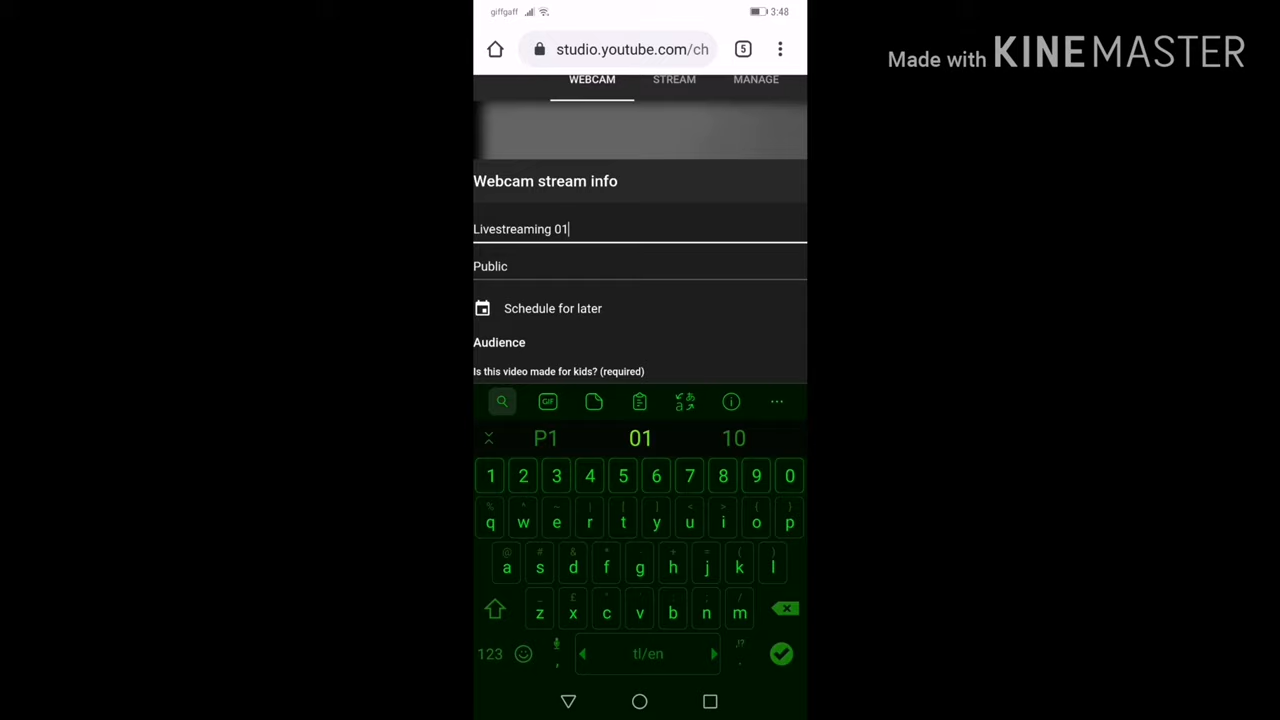 giffgaff 3:48
studio.youtube.com/ch 5
Made with KINEMASTER
WEBCAM STREAM MANAGE
Webcam stream info
Livestreaming 01
Public
Schedule for later
Audience
Is this video made for kids? (required)
GIF
P1 01 10
1 2 3 4 5 6 7 8 9 0
q w e r t y u i o p
a s d f g h j k l
z x c v b n m
123 , tl/en .